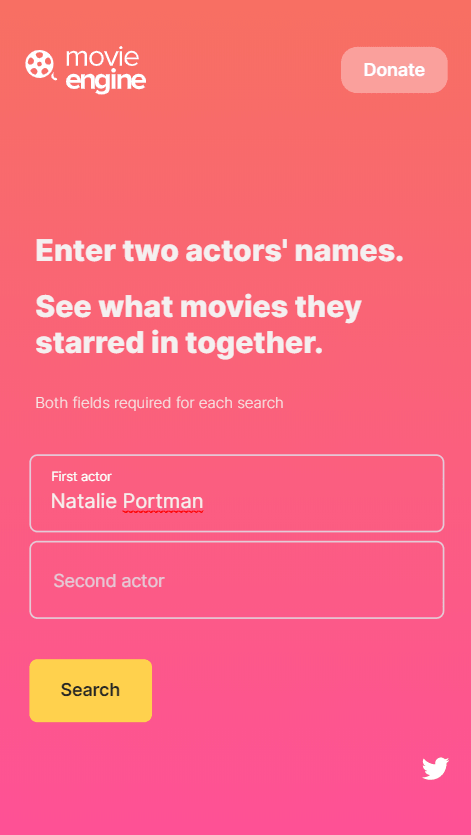 movie
engine
Donate
Enter two actors' names.
See what movies they
starred in together.
Both fields required for each search
First actor
Natalie Portman
Second actor
Search